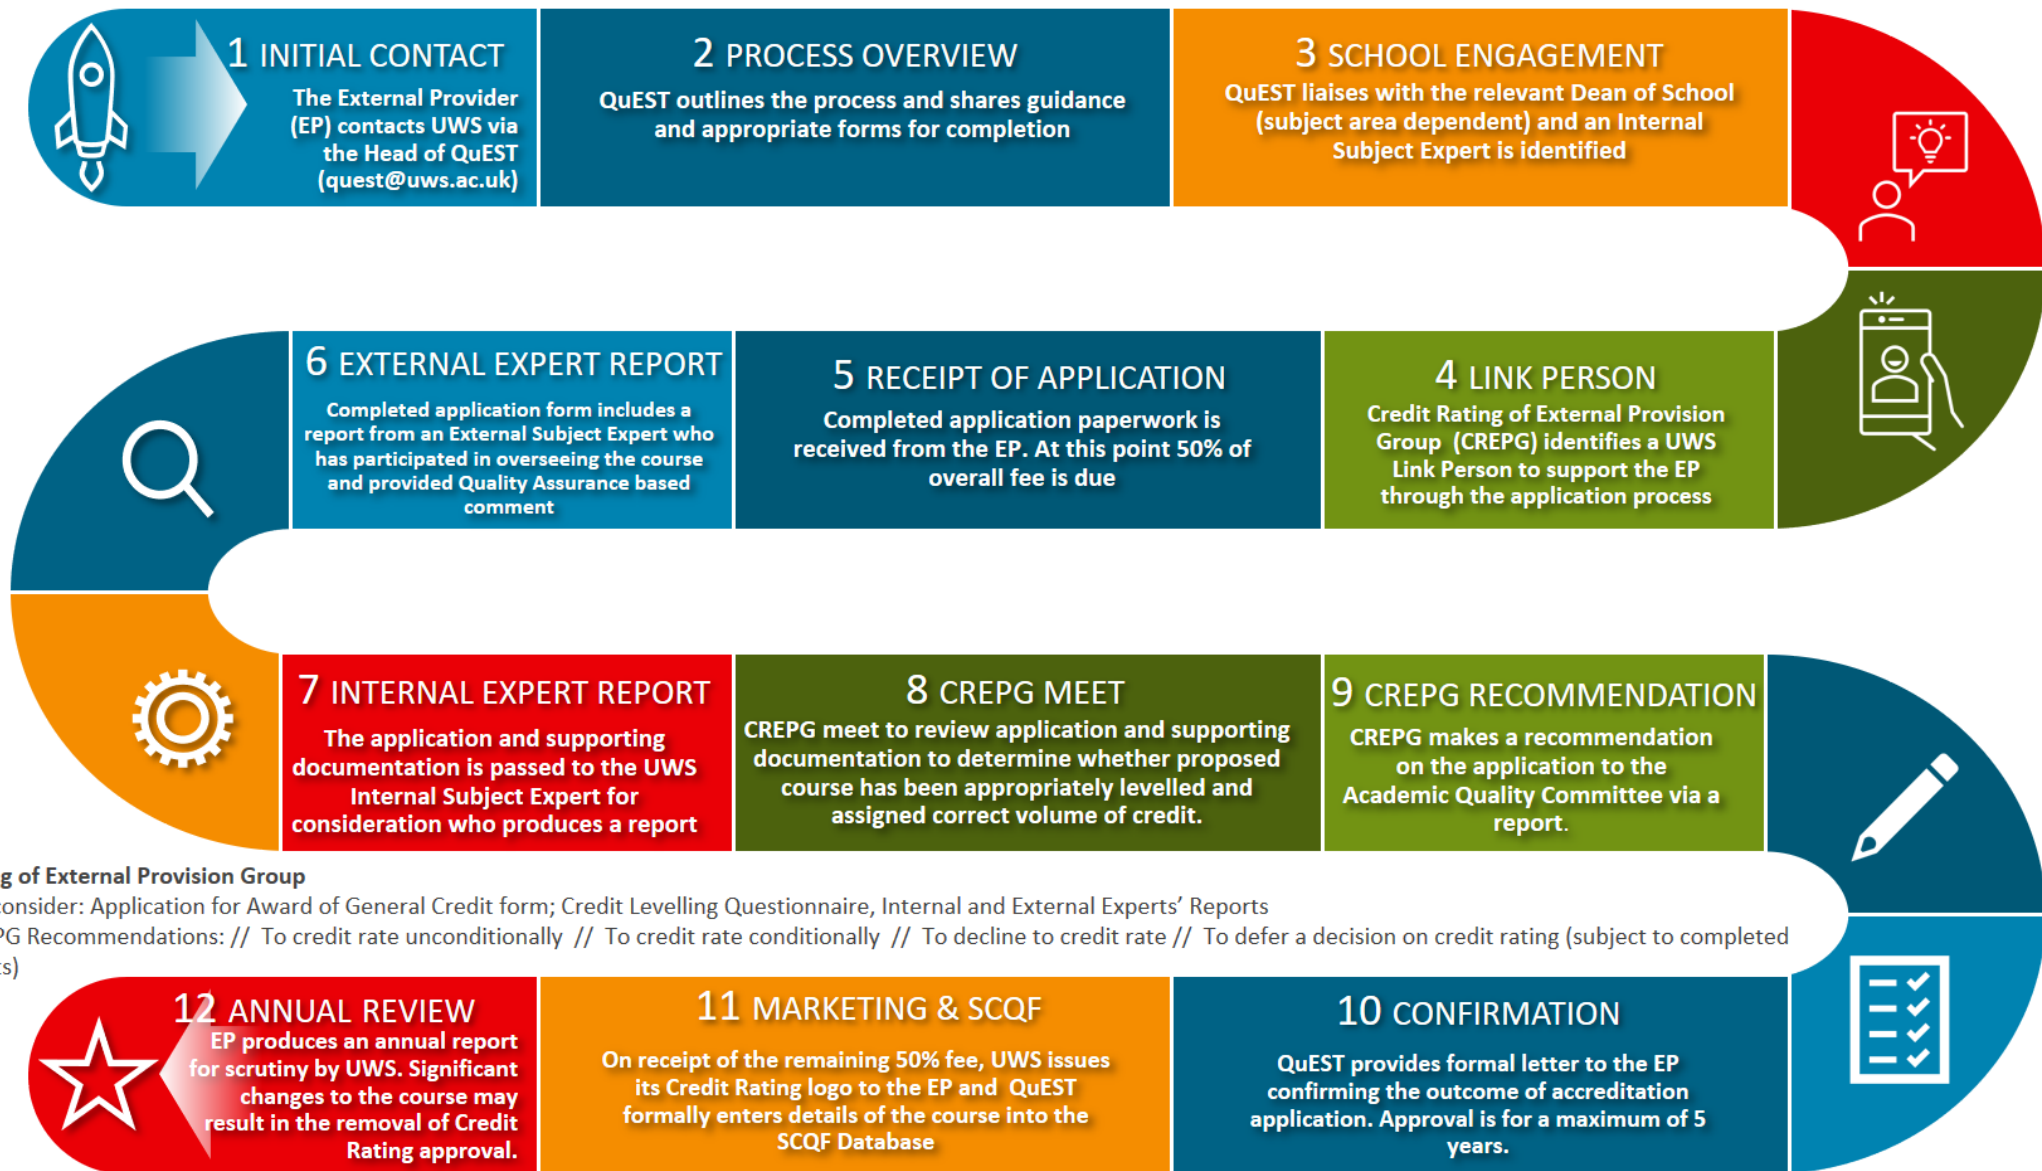 1 INITIAL CONTACT
The External Provider
(EP) contacts UWS via
the Head of QuEST
(quest@uws.ac.uk)
2 PROCESS OVERVIEW
QuEST outlines the process and shares guidance
and appropriate forms for completion
3 SCHOOL ENGAGEMENT
QuEST liaises with the relevant Dean of School
(subject area dependent) and an Internal
Subject Expert is identified
4 LINK PERSON
Credit Rating of External Provision
Group (CREPG) identifies a UWS
Link Person to support the EP
through the application process
5 RECEIPT OF APPLICATION
Completed application paperwork is
received from the EP. At this point 50% of
overall fee is due
6 EXTERNAL EXPERT REPORT
Completed application form includes a
report from an External Subject Expert who
has participated in overseeing the course
and provided Quality Assurance based
comment
7 INTERNAL EXPERT REPORT
The application and supporting
documentation is passed to the UWS
Internal Subject Expert for
consideration who produces a report
8 CREPG MEET
CREPG meet to review application and supporting
documentation to determine whether proposed
course has been appropriately levelled and
assigned correct volume of credit.
9 CREPG RECOMMENDATION
CREPG makes a recommendation
on the application to the
Academic Quality Committee via a
report.
g of External Provision Group
consider: Application for Award of General Credit form; Credit Levelling Questionnaire, Internal and External Experts' Reports
PG Recommendations: // To credit rate unconditionally // To credit rate conditionally // To decline to credit rate // To defer a decision on credit rating (subject to completed
ts)
10 CONFIRMATION
QuEST provides formal letter to the EP
confirming the outcome of accreditation
application. Approval is for a maximum of 5
years.
11 MARKETING & SCQF
On receipt of the remaining 50% fee, UWS issues
its Credit Rating logo to the EP and QuEST
formally enters details of the course into the
SCQF Database
12 ANNUAL REVIEW
EP produces an annual report
for scrutiny by UWS. Significant
changes to the course may
result in the removal of Credit
Rating approval.